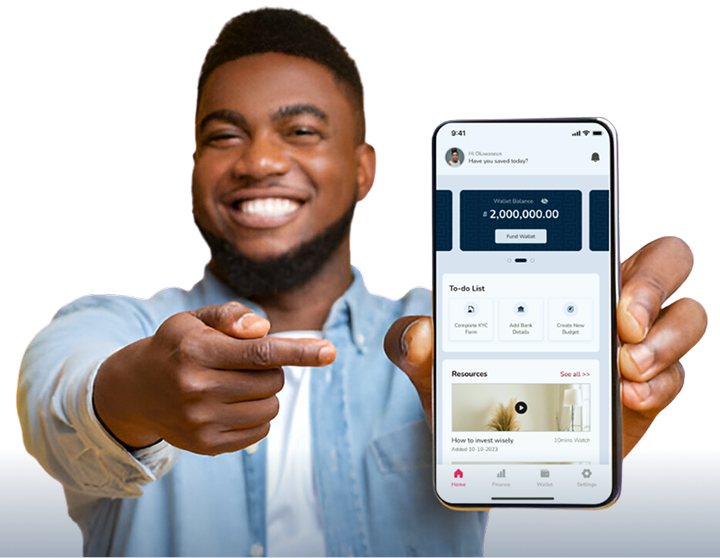 9:41
Hi Oluwaseun
Have you saved today?
Wallet Balance
2,000,000.00
Fund Wallet
To-do List
Complete KYC
Form
Add Bank
Details
Create New
Budget
Resources
See all >>
How to invest wisely
10mins Watch
Added 10-10-2023
Home
Finance
Wallet
Settings